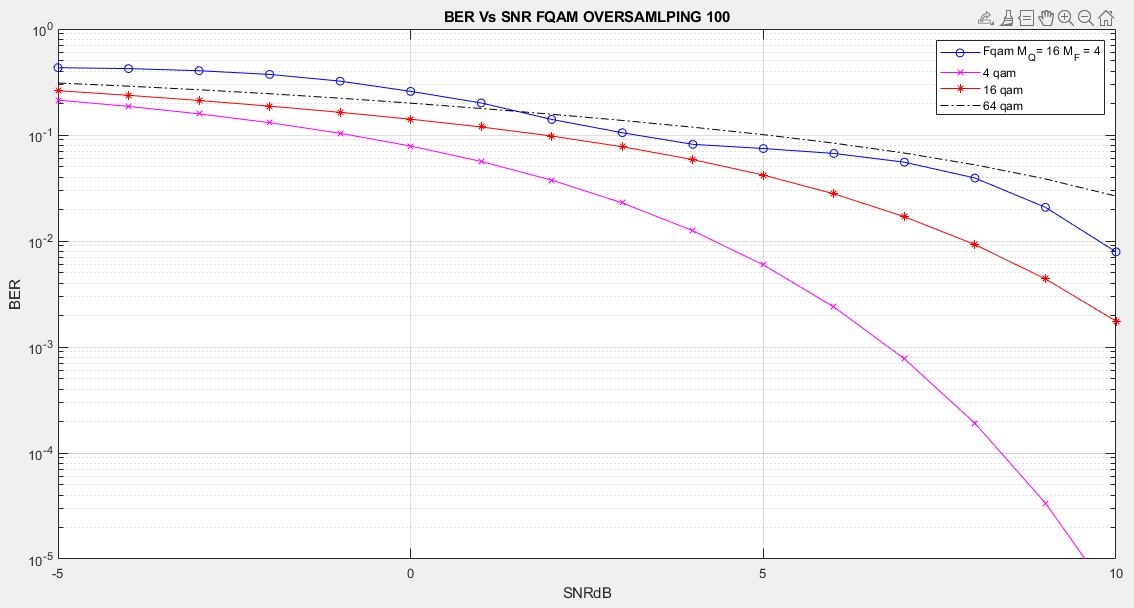 BER Vs SNR FQAM OVERSAMLPING 100
Fqam M_Q= 16 M_F = 4
4 qam
16 qam
64 qam
10^0
10^-1
10^-2
10^-3
10^-4
10^-5
BER
-5 0 5 10
SNRdB